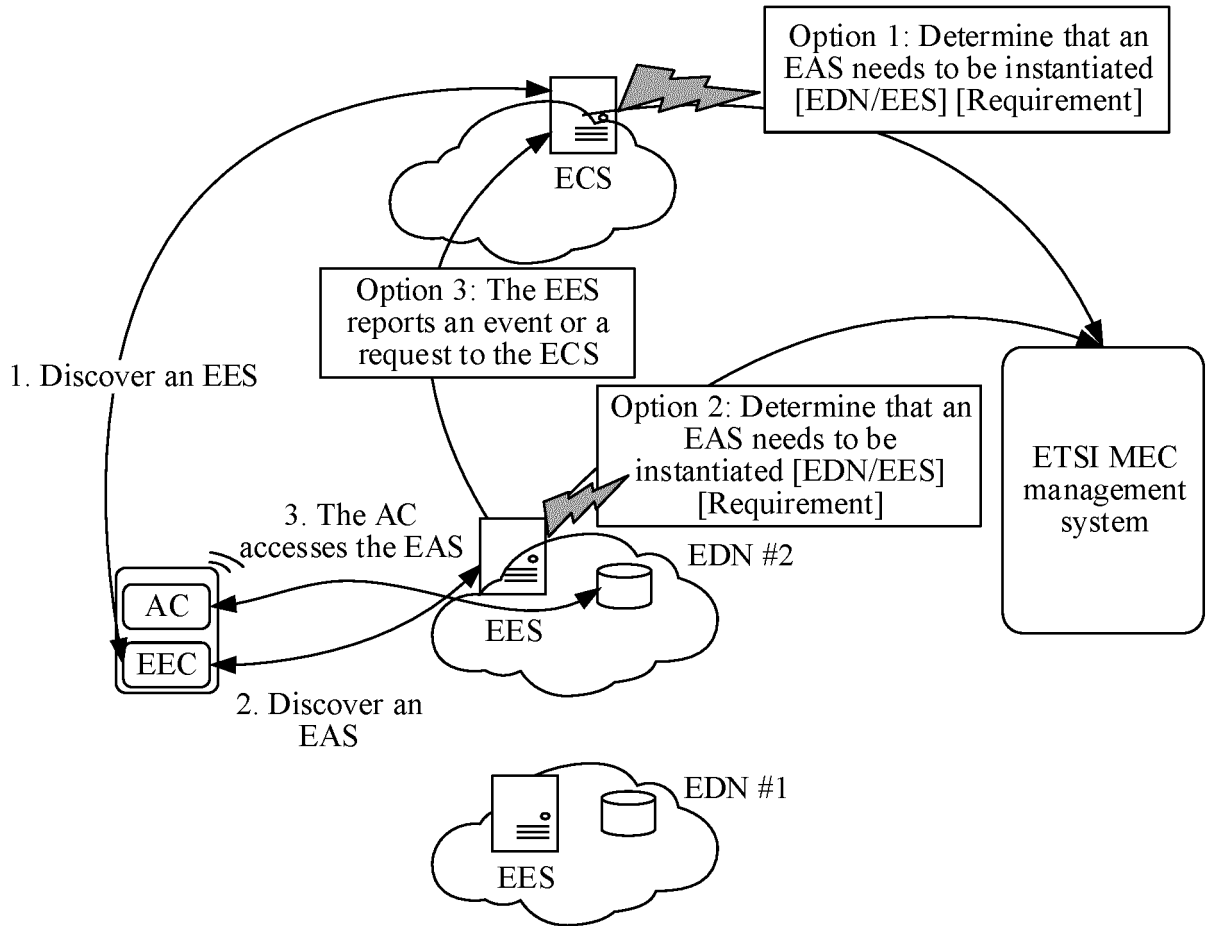 Option 1: Determine that an
EAS needs to be instantiated
[EDN/EES] [Requirement]
ECS
Option 3: The EES
reports an event or a
request to the ECS
1. Discover an EES
Option 2: Determine that an
EAS needs to be
instantiated [EDN/EES]
[Requirement]
ETSI MEC
management
system
3. The AC
accesses the EAS
EDN #2
AC
EES
EEC
2. Discover an
EAS
EDN #1
EES